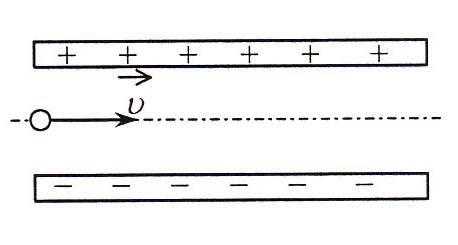 + + + + + +
υ
− − − − − −